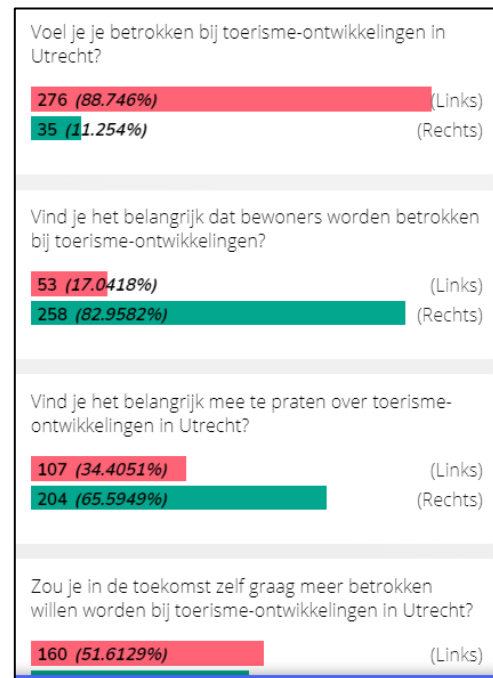 Voel je je betrokken bij toerisme-ontwikkelingen in
Utrecht?
276 (88.746%) (Links)
35 (11.254%) (Rechts)
Vind je het belangrijk dat bewoners worden betrokken
bij toerisme-ontwikkelingen?
53 (17.0418%) (Links)
258 (82.9582%) (Rechts)
Vind je het belangrijk mee te praten over toerisme-
ontwikkelingen in Utrecht?
107 (34.4051%) (Links)
204 (65.5949%) (Rechts)
Zou je in de toekomst zelf graag meer betrokken
willen worden bij toerisme-ontwikkelingen in Utrecht?
160 (51.6129%) (Links)